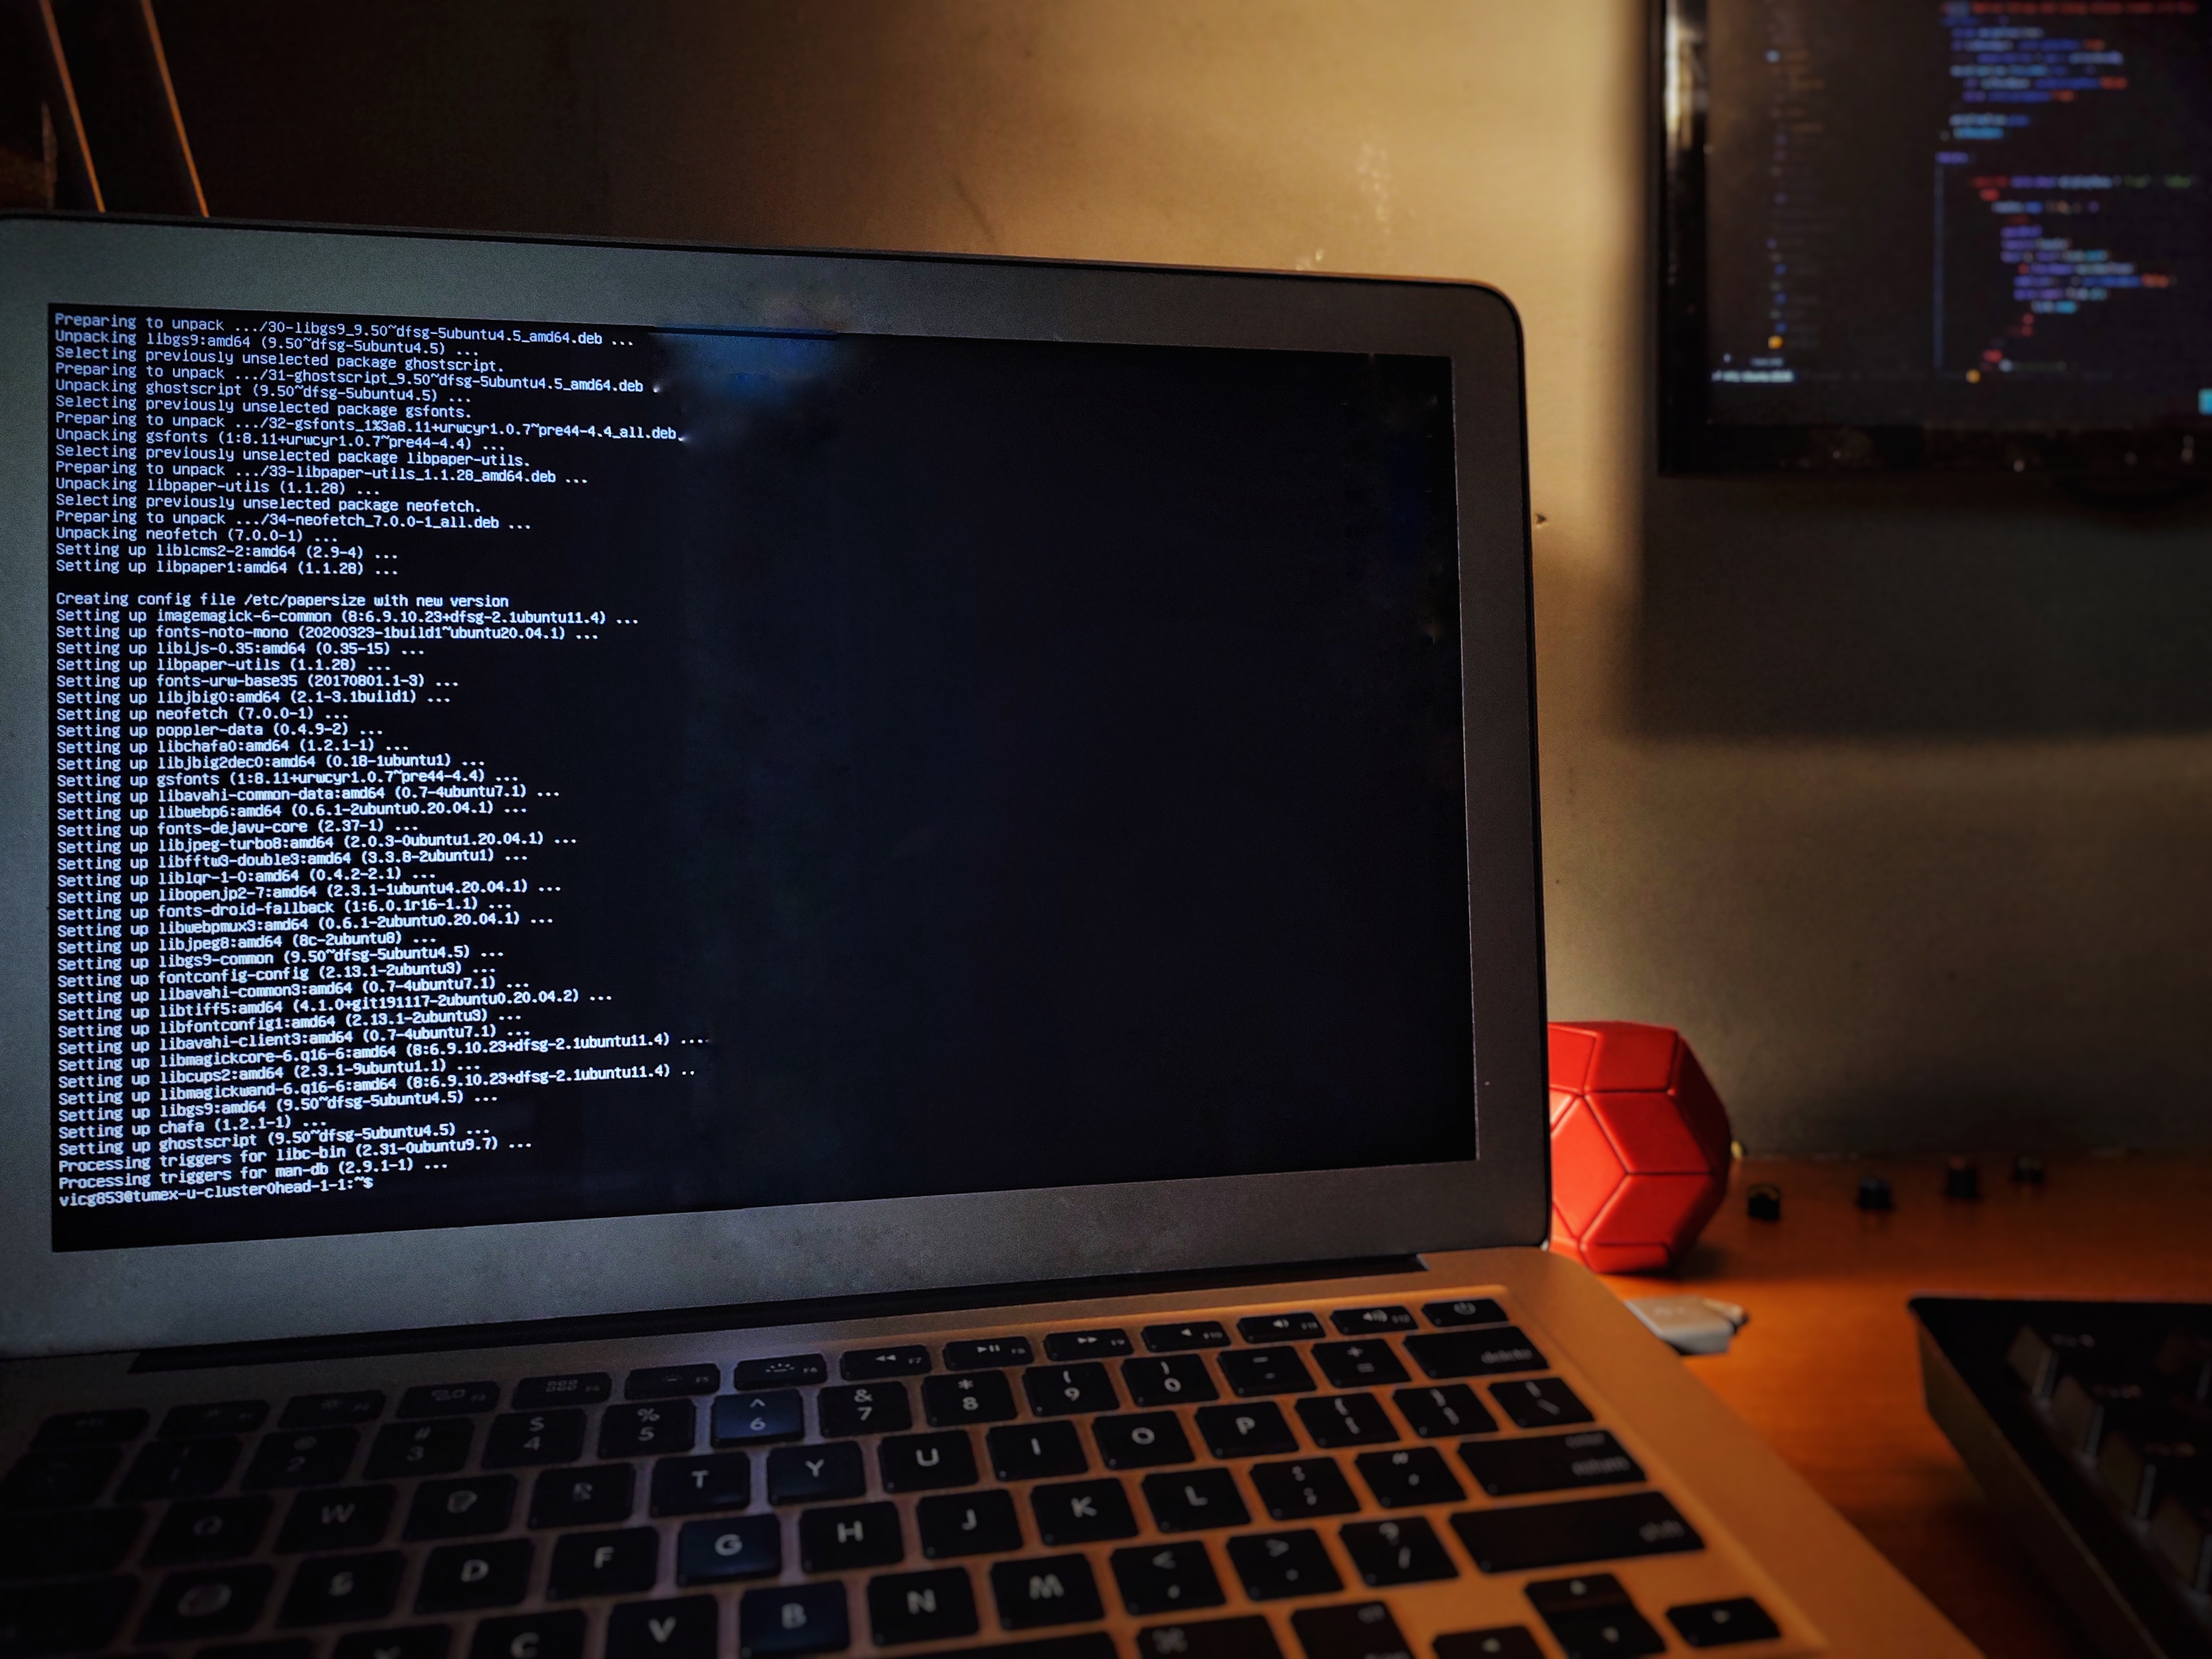 Preparing to unpack .../30-libgs9_9.50~dfsg-5ubuntu4.5_amd64.deb ...
Unpacking libgs9:amd64 (9.50~dfsg-5ubuntu4.5) ...
Selecting previously unselected package ghostscript.
Preparing to unpack .../31-ghostscript_9.50~dfsg-5ubuntu4.5_amd64.deb .
Unpacking ghostscript (9.50~dfsg-5ubuntu4.5) ...
Selecting previously unselected package gsfonts.
Preparing to unpack .../32-gsfonts_1%3a8.11+urwcyr1.0.7~pre44-4.4_all.deb.
Unpacking gsfonts (1:8.11+urwcyr1.0.7~pre44-4.4) ...
Selecting previously unselected package libpaper-utils.
Preparing to unpack .../33-libpaper-utils_1.1.28_amd64.deb ...
Unpacking libpaper-utils (1.1.28) ...
Selecting previously unselected package neofetch.
Preparing to unpack .../34-neofetch_7.0.0-1_all.deb ...
Unpacking neofetch (7.0.0-1) ...
Setting up liblcms2-2:amd64 (2.9-4) ...
Setting up libpaper1:amd64 (1.1.28) ...
Creating config file /etc/papersize with new version
Setting up imagemagick-6-common (8:6.9.10.23+dfsg-2.1ubuntu11.4) ...
Setting up fonts-noto-mono (20200323-1build1~ubuntu20.04.1) ...
Setting up libijs-0.35:amd64 (0.35-15) ...
Setting up libpaper-utils (1.1.28) ...
Setting up fonts-urw-base35 (20170801.1-3) ...
Setting up libjbig0:amd64 (2.1-3.1build1) ...
Setting up neofetch (7.0.0-1) ...
Setting up poppler-data (0.4.9-2) ...
Setting up libchafa0:amd64 (1.2.1-1) ...
Setting up libjbig2dec0:amd64 (0.18-1ubuntu1) ...
Setting up gsfonts (1:8.11+urwcyr1.0.7~pre44-4.4) ...
Setting up libavahi-common-data:amd64 (0.7-4ubuntu7.1) ...
Setting up libwebp6:amd64 (0.6.1-2ubuntu0.20.04.1) ...
Setting up fonts-dejavu-core (2.37-1) ...
Setting up libjpeg-turbo8:amd64 (2.0.3-0ubuntu1.20.04.1) ...
Setting up libfftw3-double3:amd64 (3.3.8-2ubuntu1) ...
Setting up liblqr-1-0:amd64 (0.4.2-2.1) ...
Setting up libopenjp2-7:amd64 (2.3.1-1ubuntu4.20.04.1) ...
Setting up fonts-droid-fallback (1:6.0.1r16-1.1) ...
Setting up libwebpmux3:amd64 (0.6.1-2ubuntu0.20.04.1) ...
Setting up libjpeg8:amd64 (8c-2ubuntu8) ...
Setting up libgs9-common (9.50~dfsg-5ubuntu4.5) ...
Setting up fontconfig-config (2.13.1-2ubuntu3) ...
Setting up libavahi-common3:amd64 (0.7-4ubuntu7.1) ...
Setting up libtiff5:amd64 (4.1.0+git191117-2ubuntu0.20.04.2) ...
Setting up libfontconfig1:amd64 (2.13.1-2ubuntu3) ...
Setting up libavahi-client3:amd64 (0.7-4ubuntu7.1) ...
Setting up libmagickcore-6.q16-6:amd64 (8:6.9.10.23+dfsg-2.1ubuntu11.4) ....
Setting up libcups2:amd64 (2.3.1-9ubuntu1.1) ...
Setting up libmagickwand-6.q16-6:amd64 (8:6.9.10.23+dfsg-2.1ubuntu11.4) ..
Setting up libgs9:amd64 (9.50~dfsg-5ubuntu4.5) ...
Setting up chafa (1.2.1-1) ...
Setting up ghostscript (9.50~dfsg-5ubuntu4.5) ...
Processing triggers for libc-bin (2.31-0ubuntu9.7) ...
Processing triggers for man-db (2.9.1-1) ...
vicg853@tumex-u-cluster0head-1-1:~$
F5 F6 F7 F8 F9 F10
# 3 $ 4 % 5 ^ 6 & 7 * 8 ( 9 ) 0 - + = delete
W R T Y U I O P
S D F G H J K L return
C V B N M < , > . ? / shift
⌘